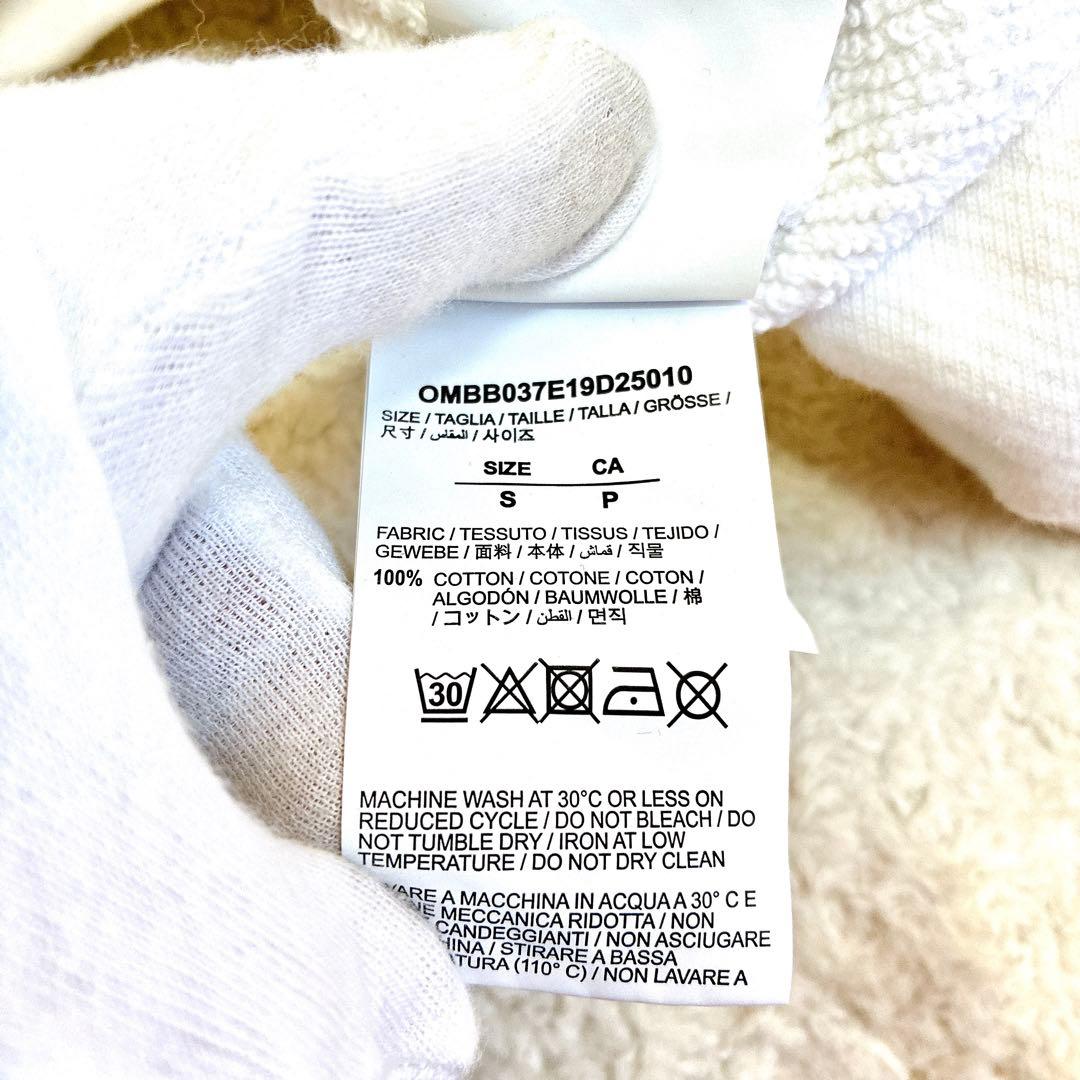 OMBB037E19D25010
SIZE / TAGLIA / TAILLE / TALLA / GRÖSSE /
尺寸 / المقاس / 사이즈
SIZE CA
S P
FABRIC / TESSUTO / TISSUS / TEJIDO /
GEWEBE / 面料 / 本体 / قماش / 직물
100% COTTON / COTONE / COTON /
ALGODÓN / BAUMWOLLE / 棉
/ コットン / القطن / 면직
30
MACHINE WASH AT 30°C OR LESS ON
REDUCED CYCLE / DO NOT BLEACH / DO
NOT TUMBLE DRY / IRON AT LOW
TEMPERATURE / DO NOT DRY CLEAN
A MACCHINA IN ACQUA A 30° C E
MECCANICA RIDOTTA / NON
CANDEGGIANTI / NON ASCIUGARE
/ STIRARE A BASSA
(110° C) / NON LAVARE A